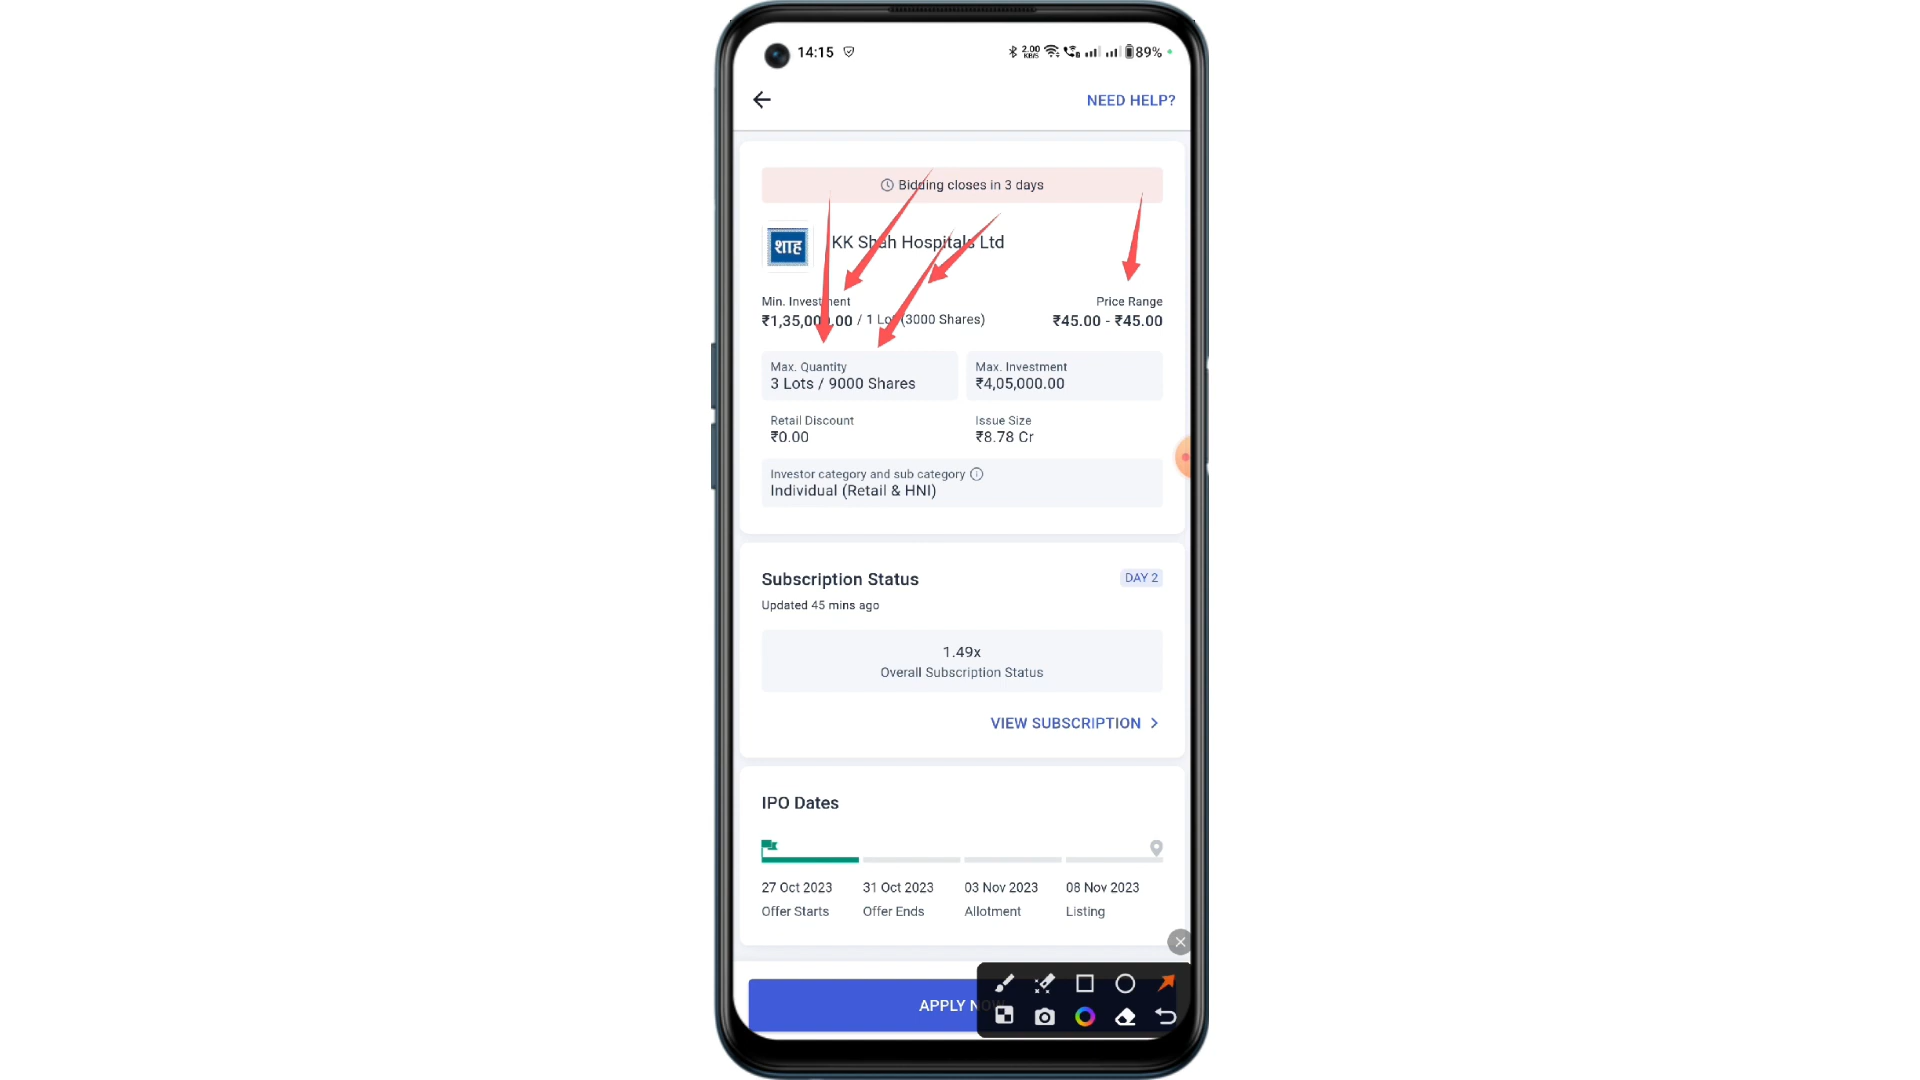 14:15
2.00
KB/S
89%
NEED HELP?
Bidding closes in 3 days
शाह
KK Shah Hospitals Ltd
Min. Investment
Price Range
₹1,35,000.00 / 1 Lot (3000 Shares)
₹45.00 - ₹45.00
Max. Quantity
3 Lots / 9000 Shares
Max. Investment
₹4,05,000.00
Retail Discount
₹0.00
Issue Size
₹8.78 Cr
Investor category and sub category
Individual (Retail & HNI)
Subscription Status
DAY 2
Updated 45 mins ago
1.49x
Overall Subscription Status
VIEW SUBSCRIPTION
IPO Dates
27 Oct 2023
31 Oct 2023
03 Nov 2023
08 Nov 2023
Offer Starts
Offer Ends
Allotment
Listing
APPLY NOW